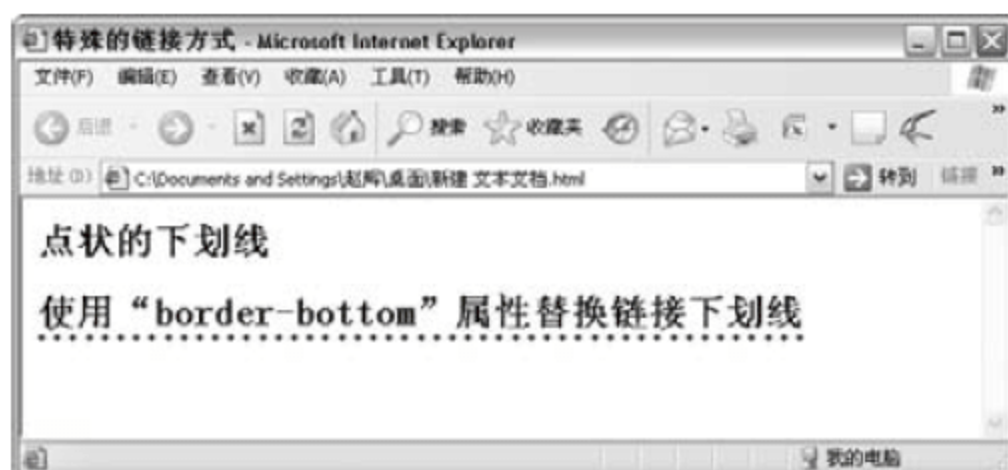 特殊的链接方式 - Microsoft Internet Explorer
文件(F) 编辑(E) 查看(V) 收藏(A) 工具(T) 帮助(H)
后退 搜索 收藏夹
地址(D) C:\Documents and Settings\赵辉\桌面\新建 文本文档.html 转到 链接
点状的下划线
使用“border-bottom”属性替换链接下划线
我的电脑